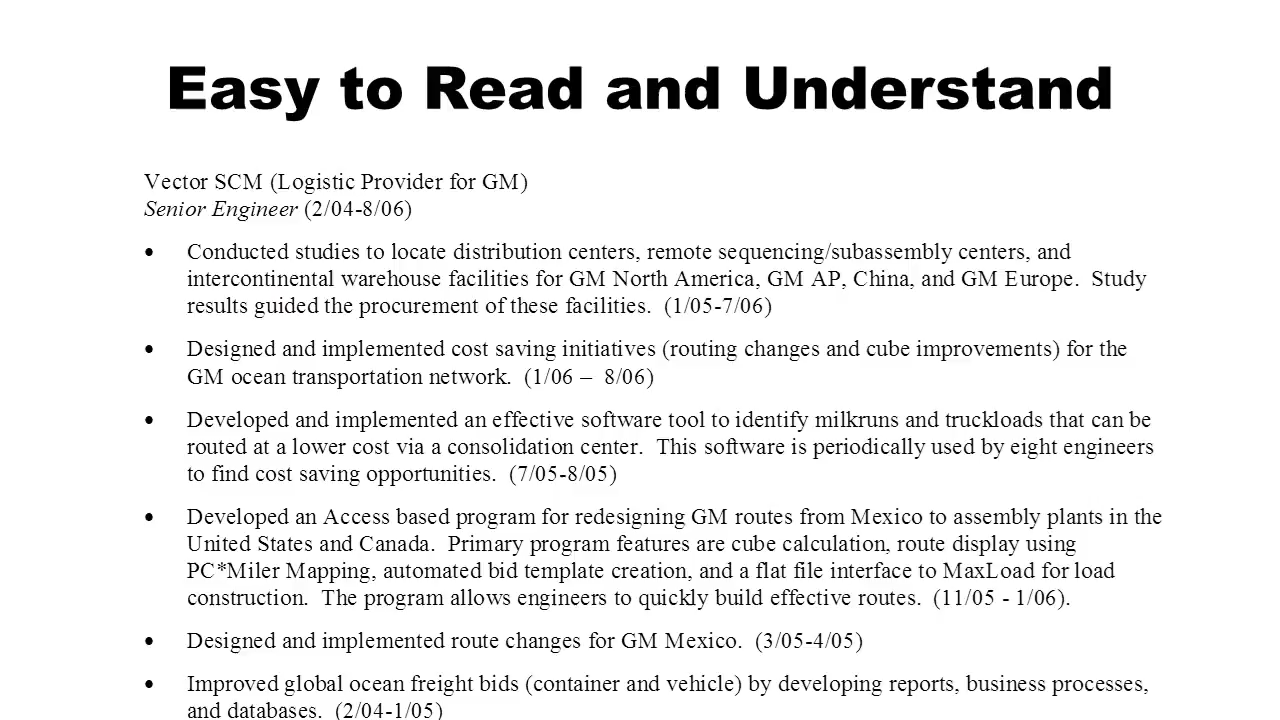 Easy to Read and Understand
Vector SCM (Logistic Provider for GM)
Senior Engineer (2/04-8/06)
• Conducted studies to locate distribution centers, remote sequencing/subassembly centers, and
intercontinental warehouse facilities for GM North America, GM AP, China, and GM Europe.  Study
results guided the procurement of these facilities.  (1/05-7/06)
• Designed and implemented cost saving initiatives (routing changes and cube improvements) for the
GM ocean transportation network.  (1/06 –  8/06)
• Developed and implemented an effective software tool to identify milkruns and truckloads that can be
routed at a lower cost via a consolidation center.  This software is periodically used by eight engineers
to find cost saving opportunities.  (7/05-8/05)
• Developed an Access based program for redesigning GM routes from Mexico to assembly plants in the
United States and Canada.  Primary program features are cube calculation, route display using
PC*Miler Mapping, automated bid template creation, and a flat file interface to MaxLoad for load
construction.  The program allows engineers to quickly build effective routes.  (11/05 - 1/06).
• Designed and implemented route changes for GM Mexico.  (3/05-4/05)
• Improved global ocean freight bids (container and vehicle) by developing reports, business processes,
and databases.  (2/04-1/05)